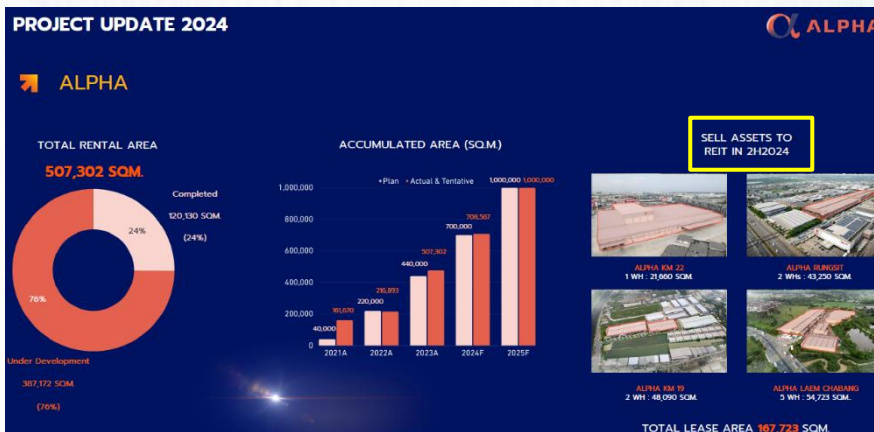 PROJECT UPDATE 2024
ALPHA
ALPHA
TOTAL RENTAL AREA
507,302 SQM.
Completed
120,130 SQM.
(24%)
24%
76%
Under Development
387,172 SQM
(76%)
ACCUMULATED AREA (SQ.M.)
•Plan •Actual & Tentative
1,000,000 1,000,000
1,000,000
800,000
600,000
400,000
200,000
0
40,000
161,670
220,000
216,893
440,000
507,302
700,000
708,567
2021A
2022A
2023A
2024F
2025F
SELL ASSETS TO
REIT IN 2H2024
ALPHA KM 22
1 WH : 21,660 SQM.
ALPHA RUNGSIT
2 WHs : 43,250 SQM.
ALPHA KM 19
2 WH : 48,090 SQM.
ALPHA LAEM CHABANG
5 WH : 54,723 SQM.
TOTAL LEASE AREA 167,723 SQM.